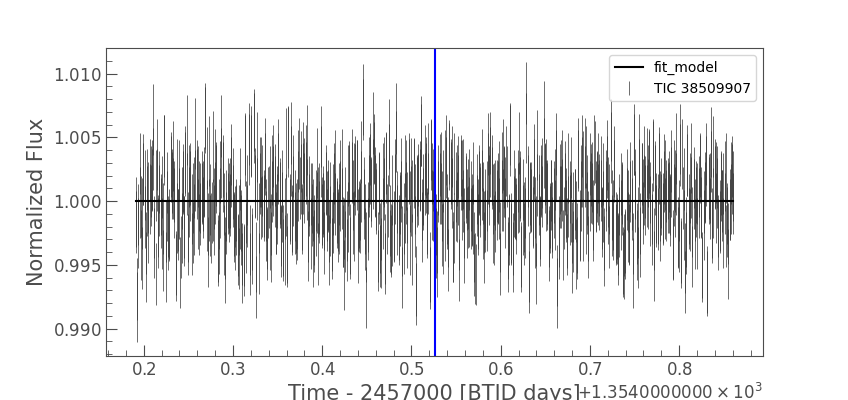 fit_model
TIC 38509907
Normalized Flux
1.010
1.005
1.000
0.995
0.990
0.2 0.3 0.4 0.5 0.6 0.7 0.8
Time - 2457000 [BTJD days]
+1.3540000000 × 10³